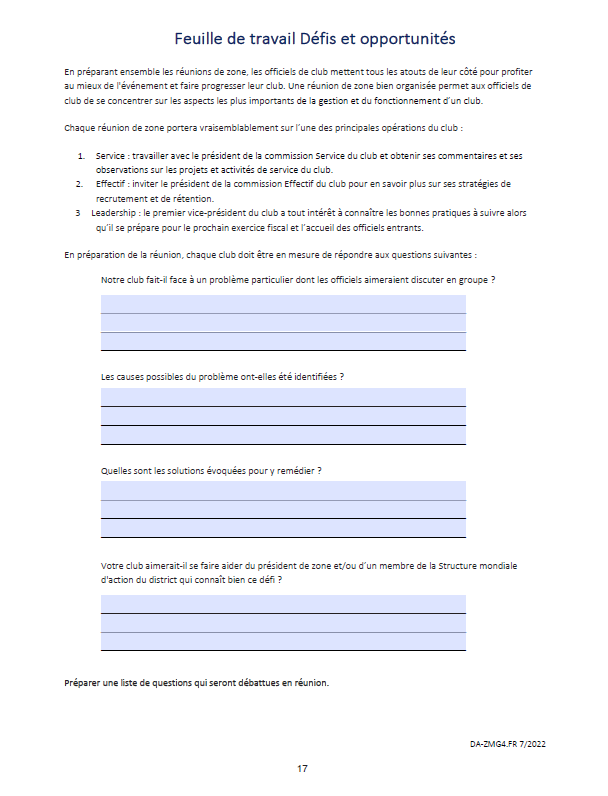 Feuille de travail Défis et opportunités
En préparant ensemble les réunions de zone, les officiels de club mettent tous les atouts de leur côté pour profiter
au mieux de l'événement et faire progresser leur club. Une réunion de zone bien organisée permet aux officiels de
club de se concentrer sur les aspects les plus importants de la gestion et du fonctionnement d’un club.
Chaque réunion de zone portera vraisemblablement sur l’une des principales opérations du club :
1. Service : travailler avec le président de la commission Service du club et obtenir ses commentaires et ses
observations sur les projets et activités de service du club.
2. Effectif : inviter le président de la commission Effectif du club pour en savoir plus sur ses stratégies de
recrutement et de rétention.
3 Leadership : le premier vice-président du club a tout intérêt à connaître les bonnes pratiques à suivre alors
qu’il se prépare pour le prochain exercice fiscal et l’accueil des officiels entrants.
En préparation de la réunion, chaque club doit être en mesure de répondre aux questions suivantes :
Notre club fait-il face à un problème particulier dont les officiels aimeraient discuter en groupe ?
Les causes possibles du problème ont-elles été identifiées ?
Quelles sont les solutions évoquées pour y remédier ?
Votre club aimerait-il se faire aider du président de zone et/ou d’un membre de la Structure mondiale
d'action du district qui connaît bien ce défi ?
Préparer une liste de questions qui seront débattues en réunion.
DA-ZMG4.FR 7/2022
17